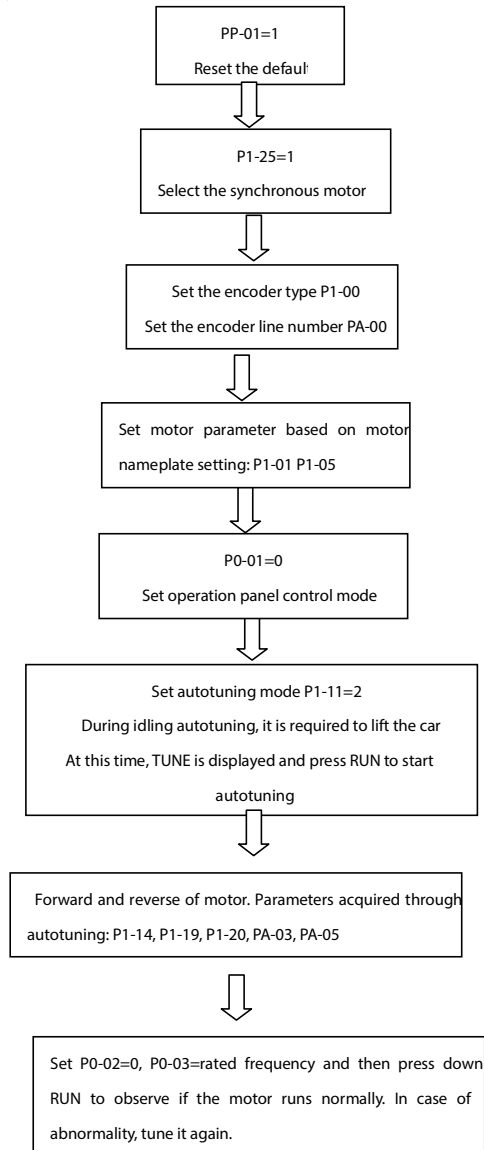 PP-01=1
Reset the default
P1-25=1
Select the synchronous motor
Set the encoder type P1-00
Set the encoder line number PA-00
Set motor parameter based on motor
nameplate setting: P1-01 P1-05
P0-01=0
Set operation panel control mode
Set autotuning mode P1-11=2
During idling autotuning, it is required to lift the car
At this time, TUNE is displayed and press RUN to start
autotuning
Forward and reverse of motor. Parameters acquired through
autotuning: P1-14, P1-19, P1-20, PA-03, PA-05
Set P0-02=0, P0-03=rated frequency and then press down
RUN to observe if the motor runs normally. In case of
abnormality, tune it again.